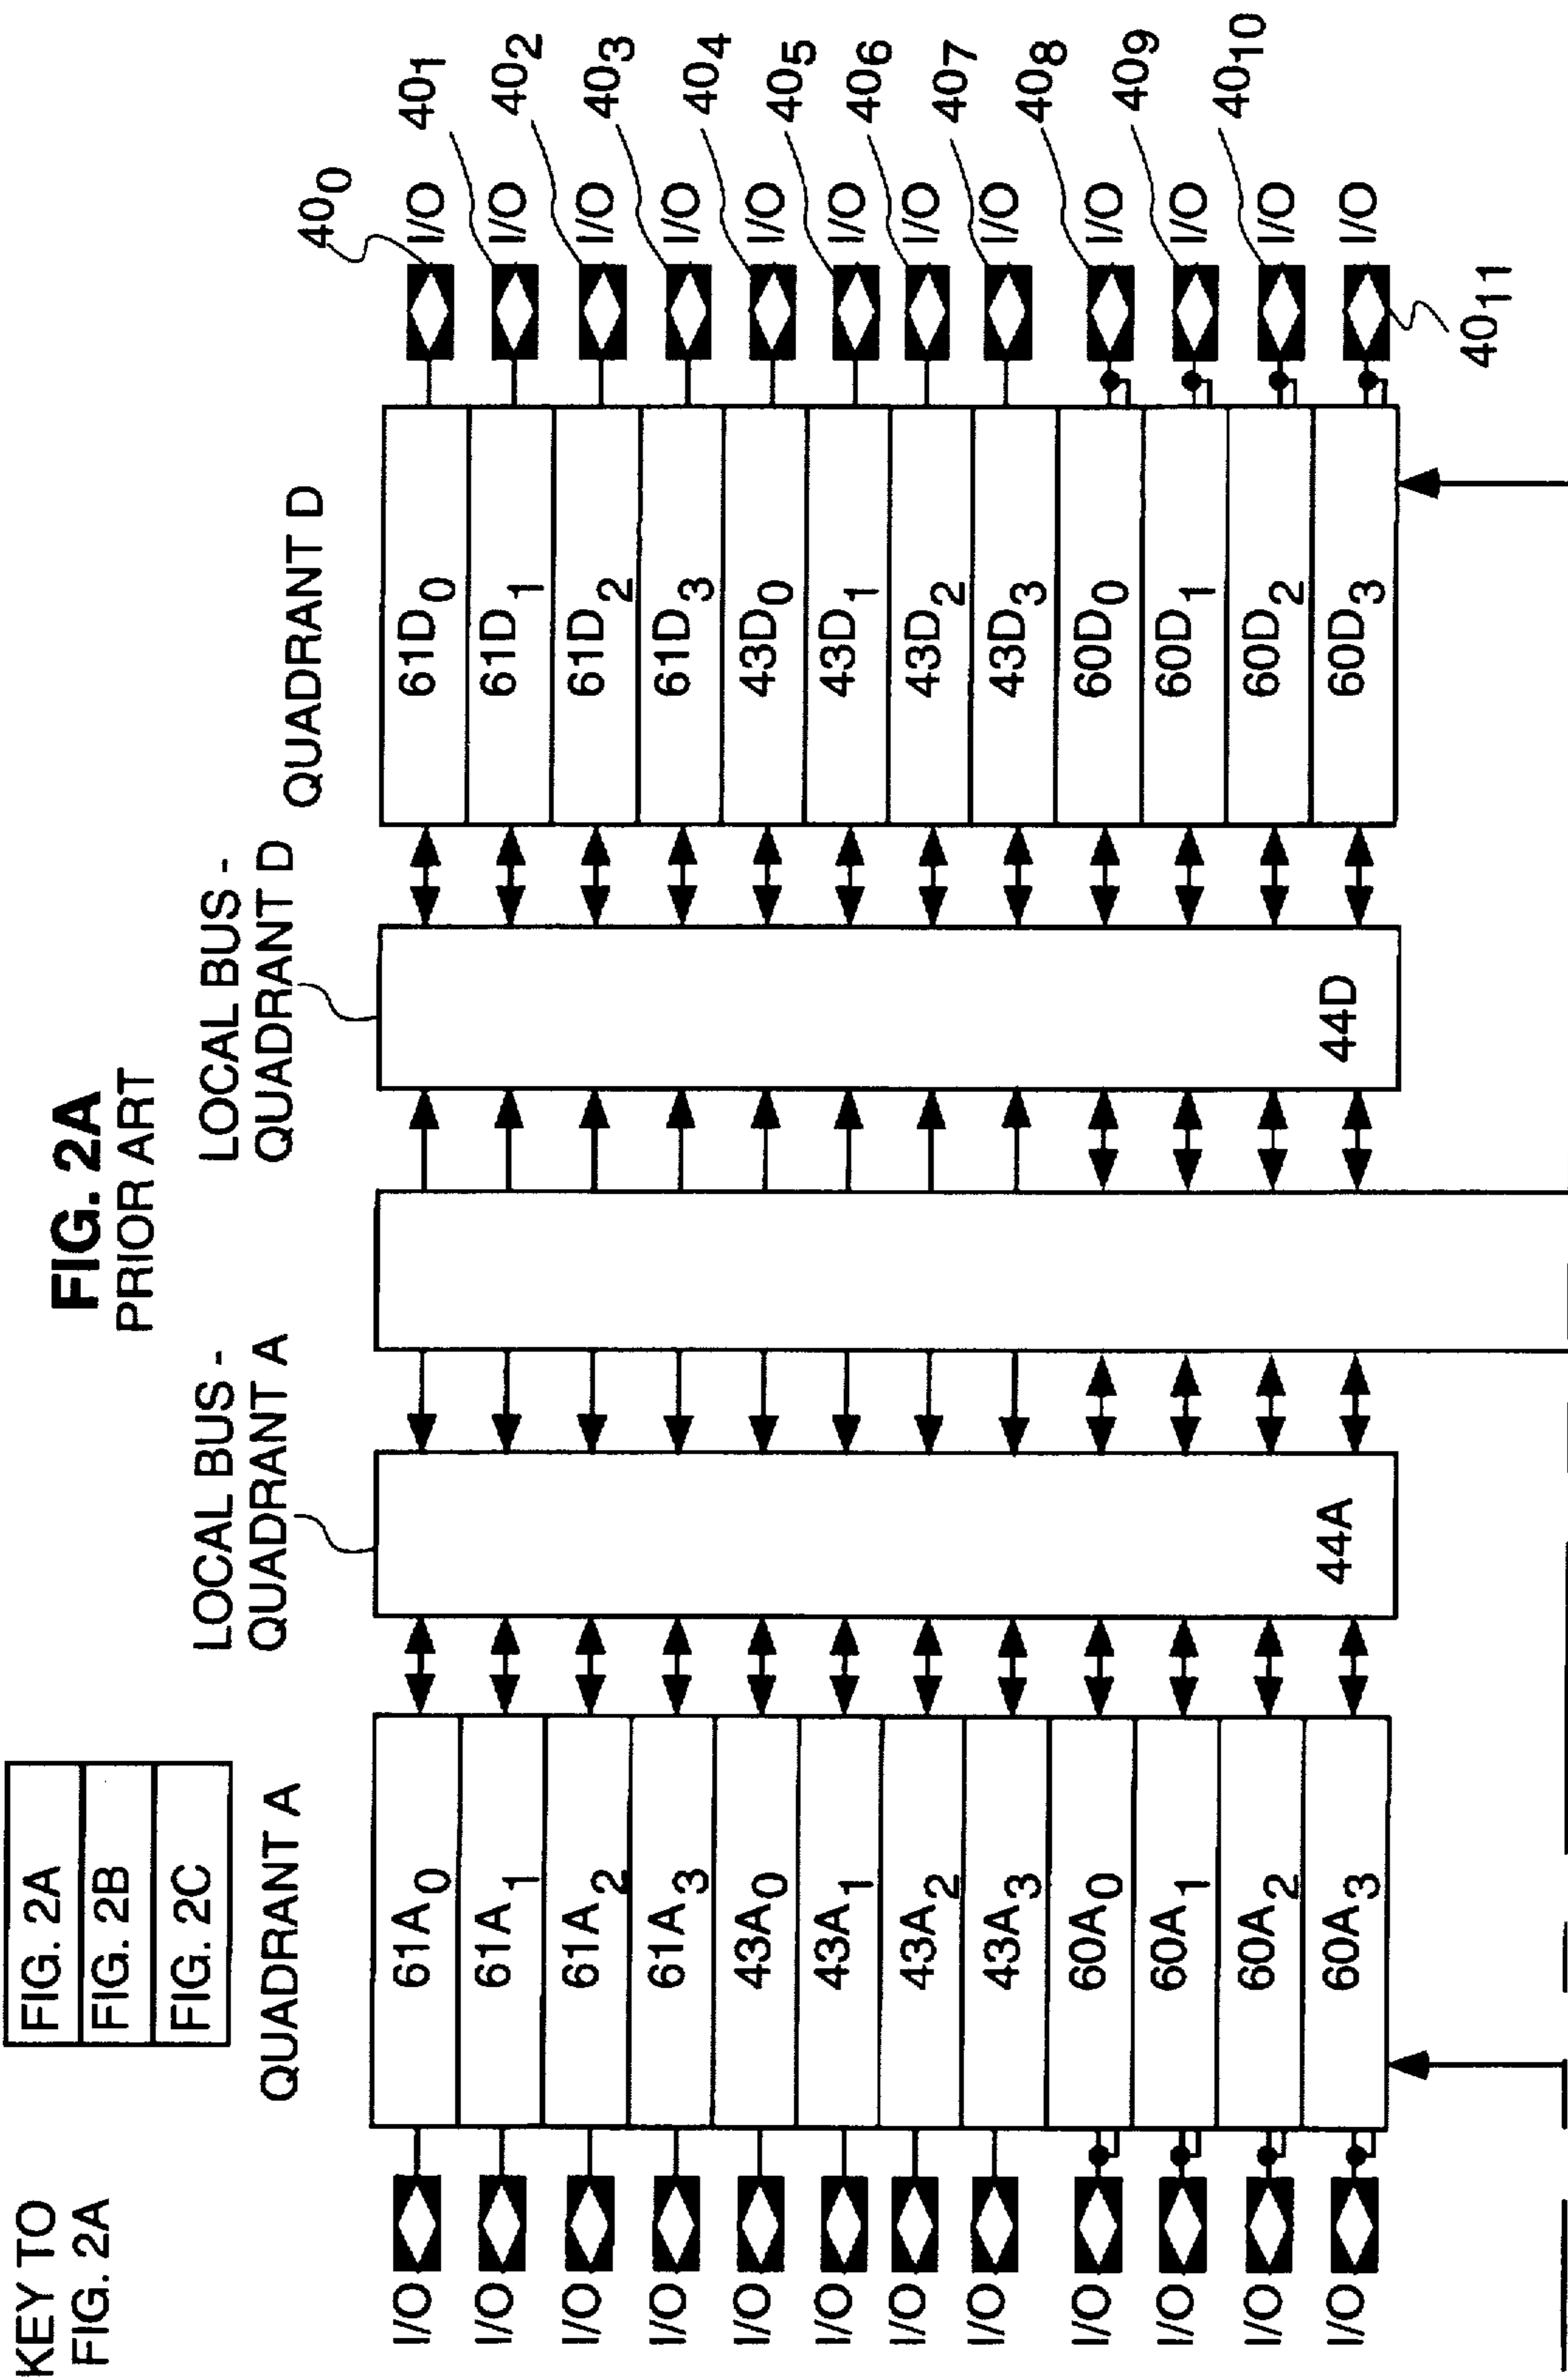 KEY TO
FIG. 2A
FIG. 2A
FIG. 2B
FIG. 2C
FIG. 2A
PRIOR ART
QUADRANT A
LOCAL BUS -
QUADRANT A
LOCAL BUS -
QUADRANT D
QUADRANT D
I/O
I/O
I/O
I/O
I/O
I/O
I/O
I/O
I/O
I/O
I/O
I/O
61A0
61A1
61A2
61A3
43A0
43A1
43A2
43A3
60A0
60A1
60A2
60A3
44A
44D
61D0
61D1
61D2
61D3
43D0
43D1
43D2
43D3
60D0
60D1
60D2
60D3
I/O
I/O
I/O
I/O
I/O
I/O
I/O
I/O
I/O
I/O
I/O
I/O
400
401
402
403
404
405
406
407
408
409
4010
4011